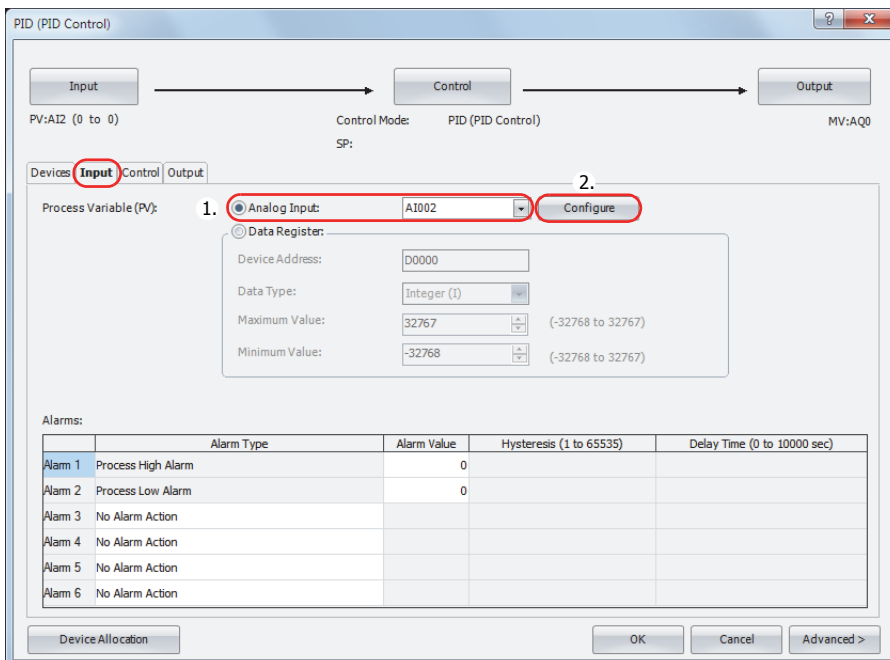 PID (PID Control)
? X
Input Control Output
PV:AI2 (0 to 0) Control Mode: PID (PID Control) MV:AQ0
SP:
Devices Input Control Output
2.
Process Variable (PV): 1. Analog Input: AI002 Configure
Data Register:
Device Address: D0000
Data Type: Integer (I)
Maximum Value: 32767 (-32768 to 32767)
Minimum Value: -32768 (-32768 to 32767)
Alarms:
Alarm Type Alarm Value Hysteresis (1 to 65535) Delay Time (0 to 10000 sec)
Alarm 1 Process High Alarm 0
Alarm 2 Process Low Alarm 0
Alarm 3 No Alarm Action
Alarm 4 No Alarm Action
Alarm 5 No Alarm Action
Alarm 6 No Alarm Action
Device Allocation OK Cancel Advanced >